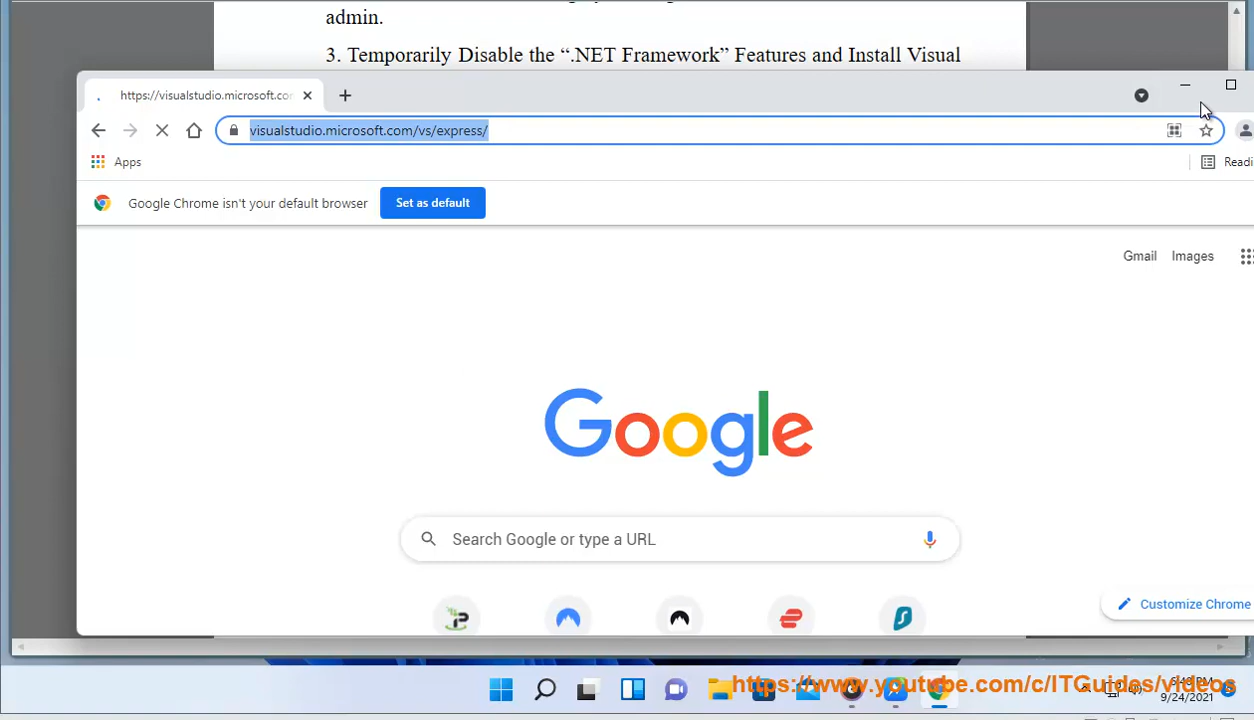 admin.
3. Temporarily Disable the “.NET Framework” Features and Install Visual
https://visualstudio.microsoft.co
visualstudio.microsoft.com/vs/express/
Apps
Readi
Google Chrome isn't your default browser
Set as default
Gmail
Images
Google
Search Google or type a URL
Customize Chrome
https://www.youtube.com/c/ITGuides/videos
9/24/2021